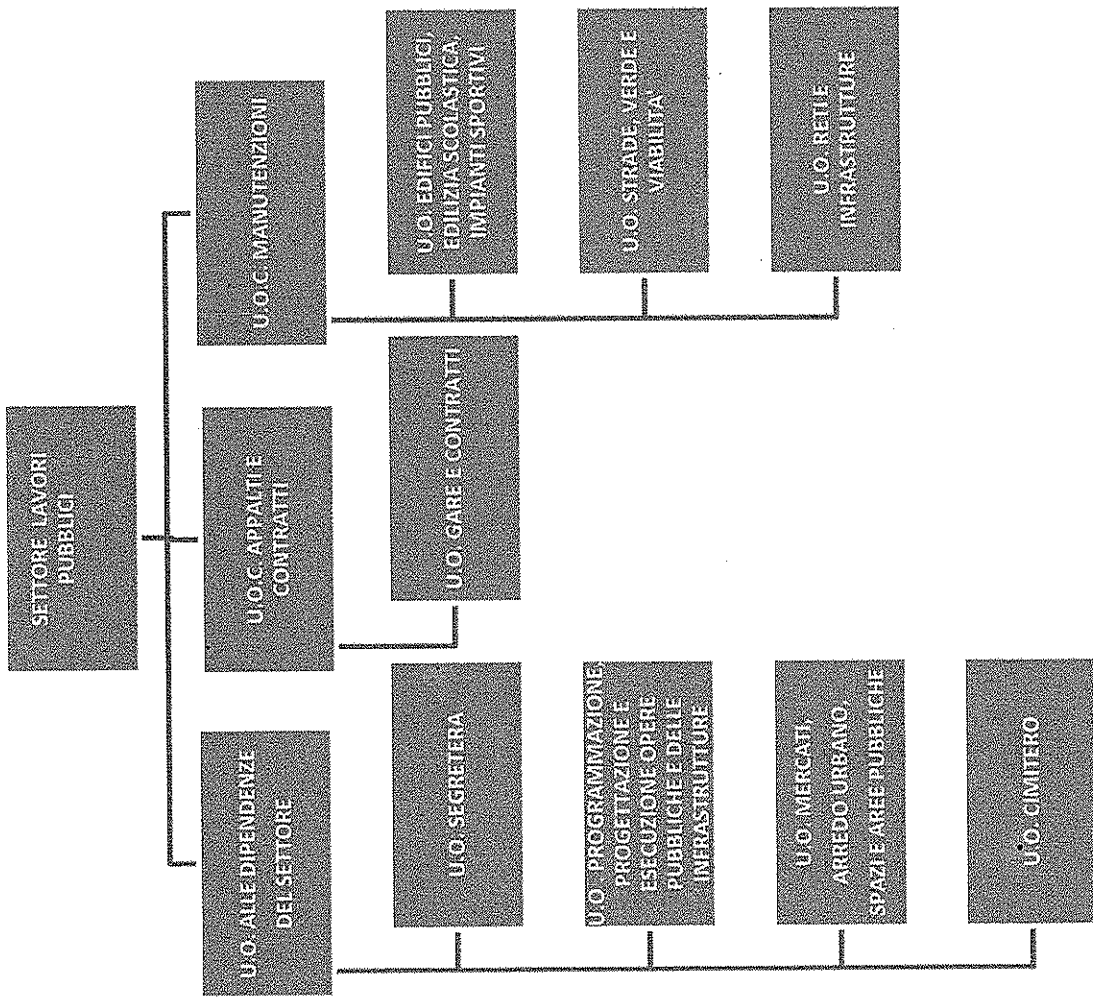 SETTORE LAVORI
PUBBLICI
U.O. ALLE DIPENDENZE
DEL SETTORE
U.O. SEGRETERA
U.O. PROGRAMMAZIONE,
PROGETTAZIONE E
ESECUZIONE OPERE
PUBBLICHE E DELLE
INFRASTRUTTURE
U.O. MERCATI,
ARREDO URBANO,
SPAZI E AREE PUBBLICHE
U.O. CIMITERO
U.O.C. APPALTI E
CONTRATTI
U.O. GARE E CONTRATTI
U.O.C. MANUTENZIONI
U.O. EDIFICI PUBBLICI,
EDILIZIA SCOLASTICA,
IMPIANTI SPORTIVI
U.O. STRADE, VERDE E
VIABILITA'
U.O. RETI E
INFRASTRUTTURE